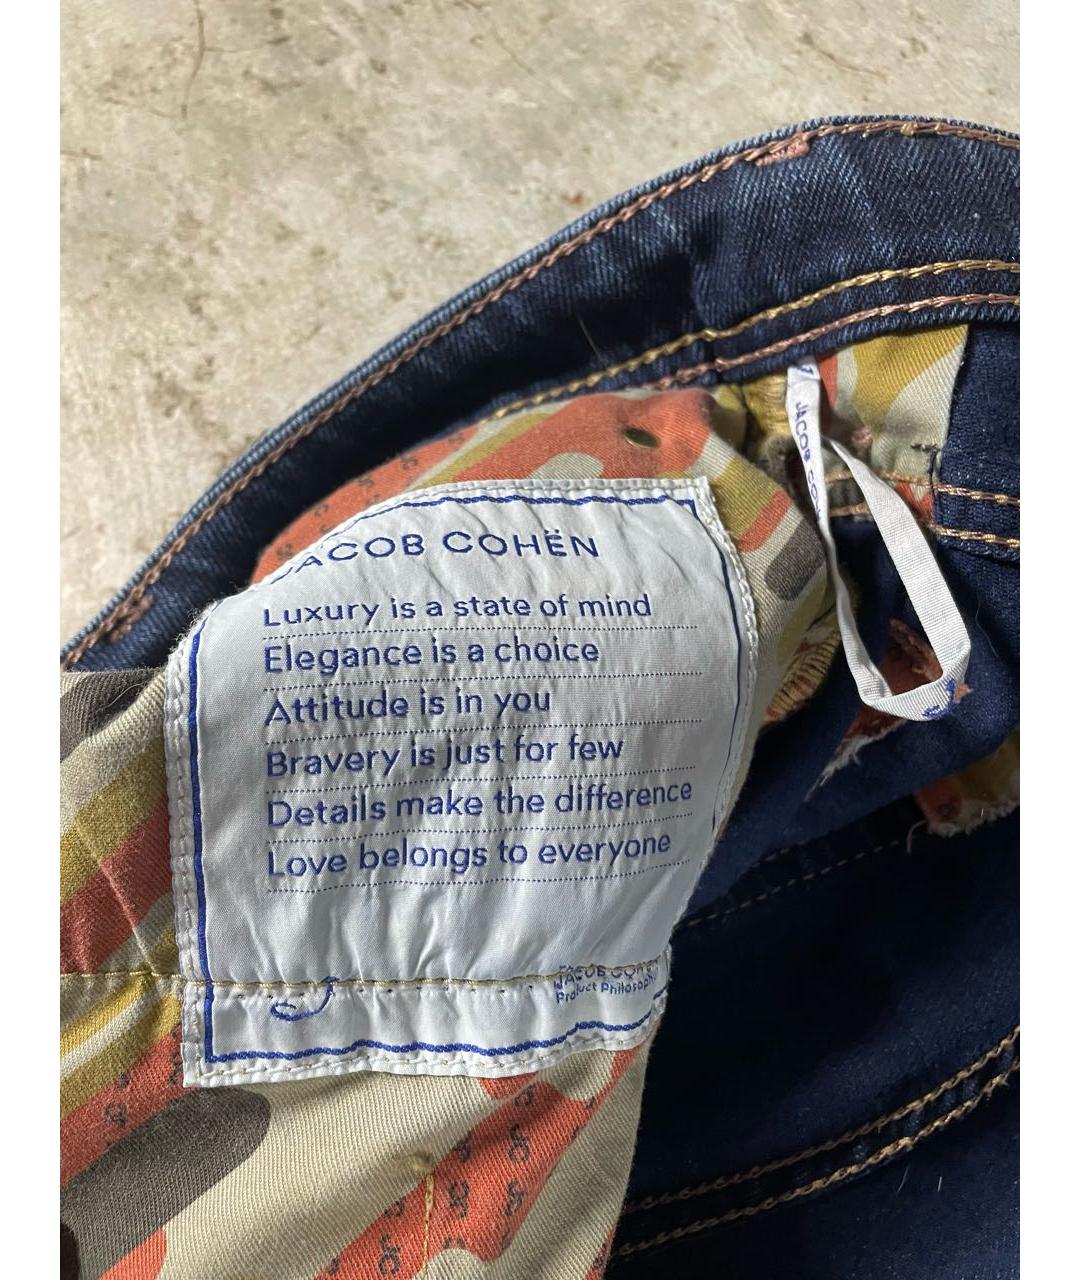 JACOB COHËN
Luxury is a state of mind
Elegance is a choice
Attitude is in you
Bravery is just for few
Details make the difference
Love belongs to everyone
J
JACOB
Product Philosophy
JACOB